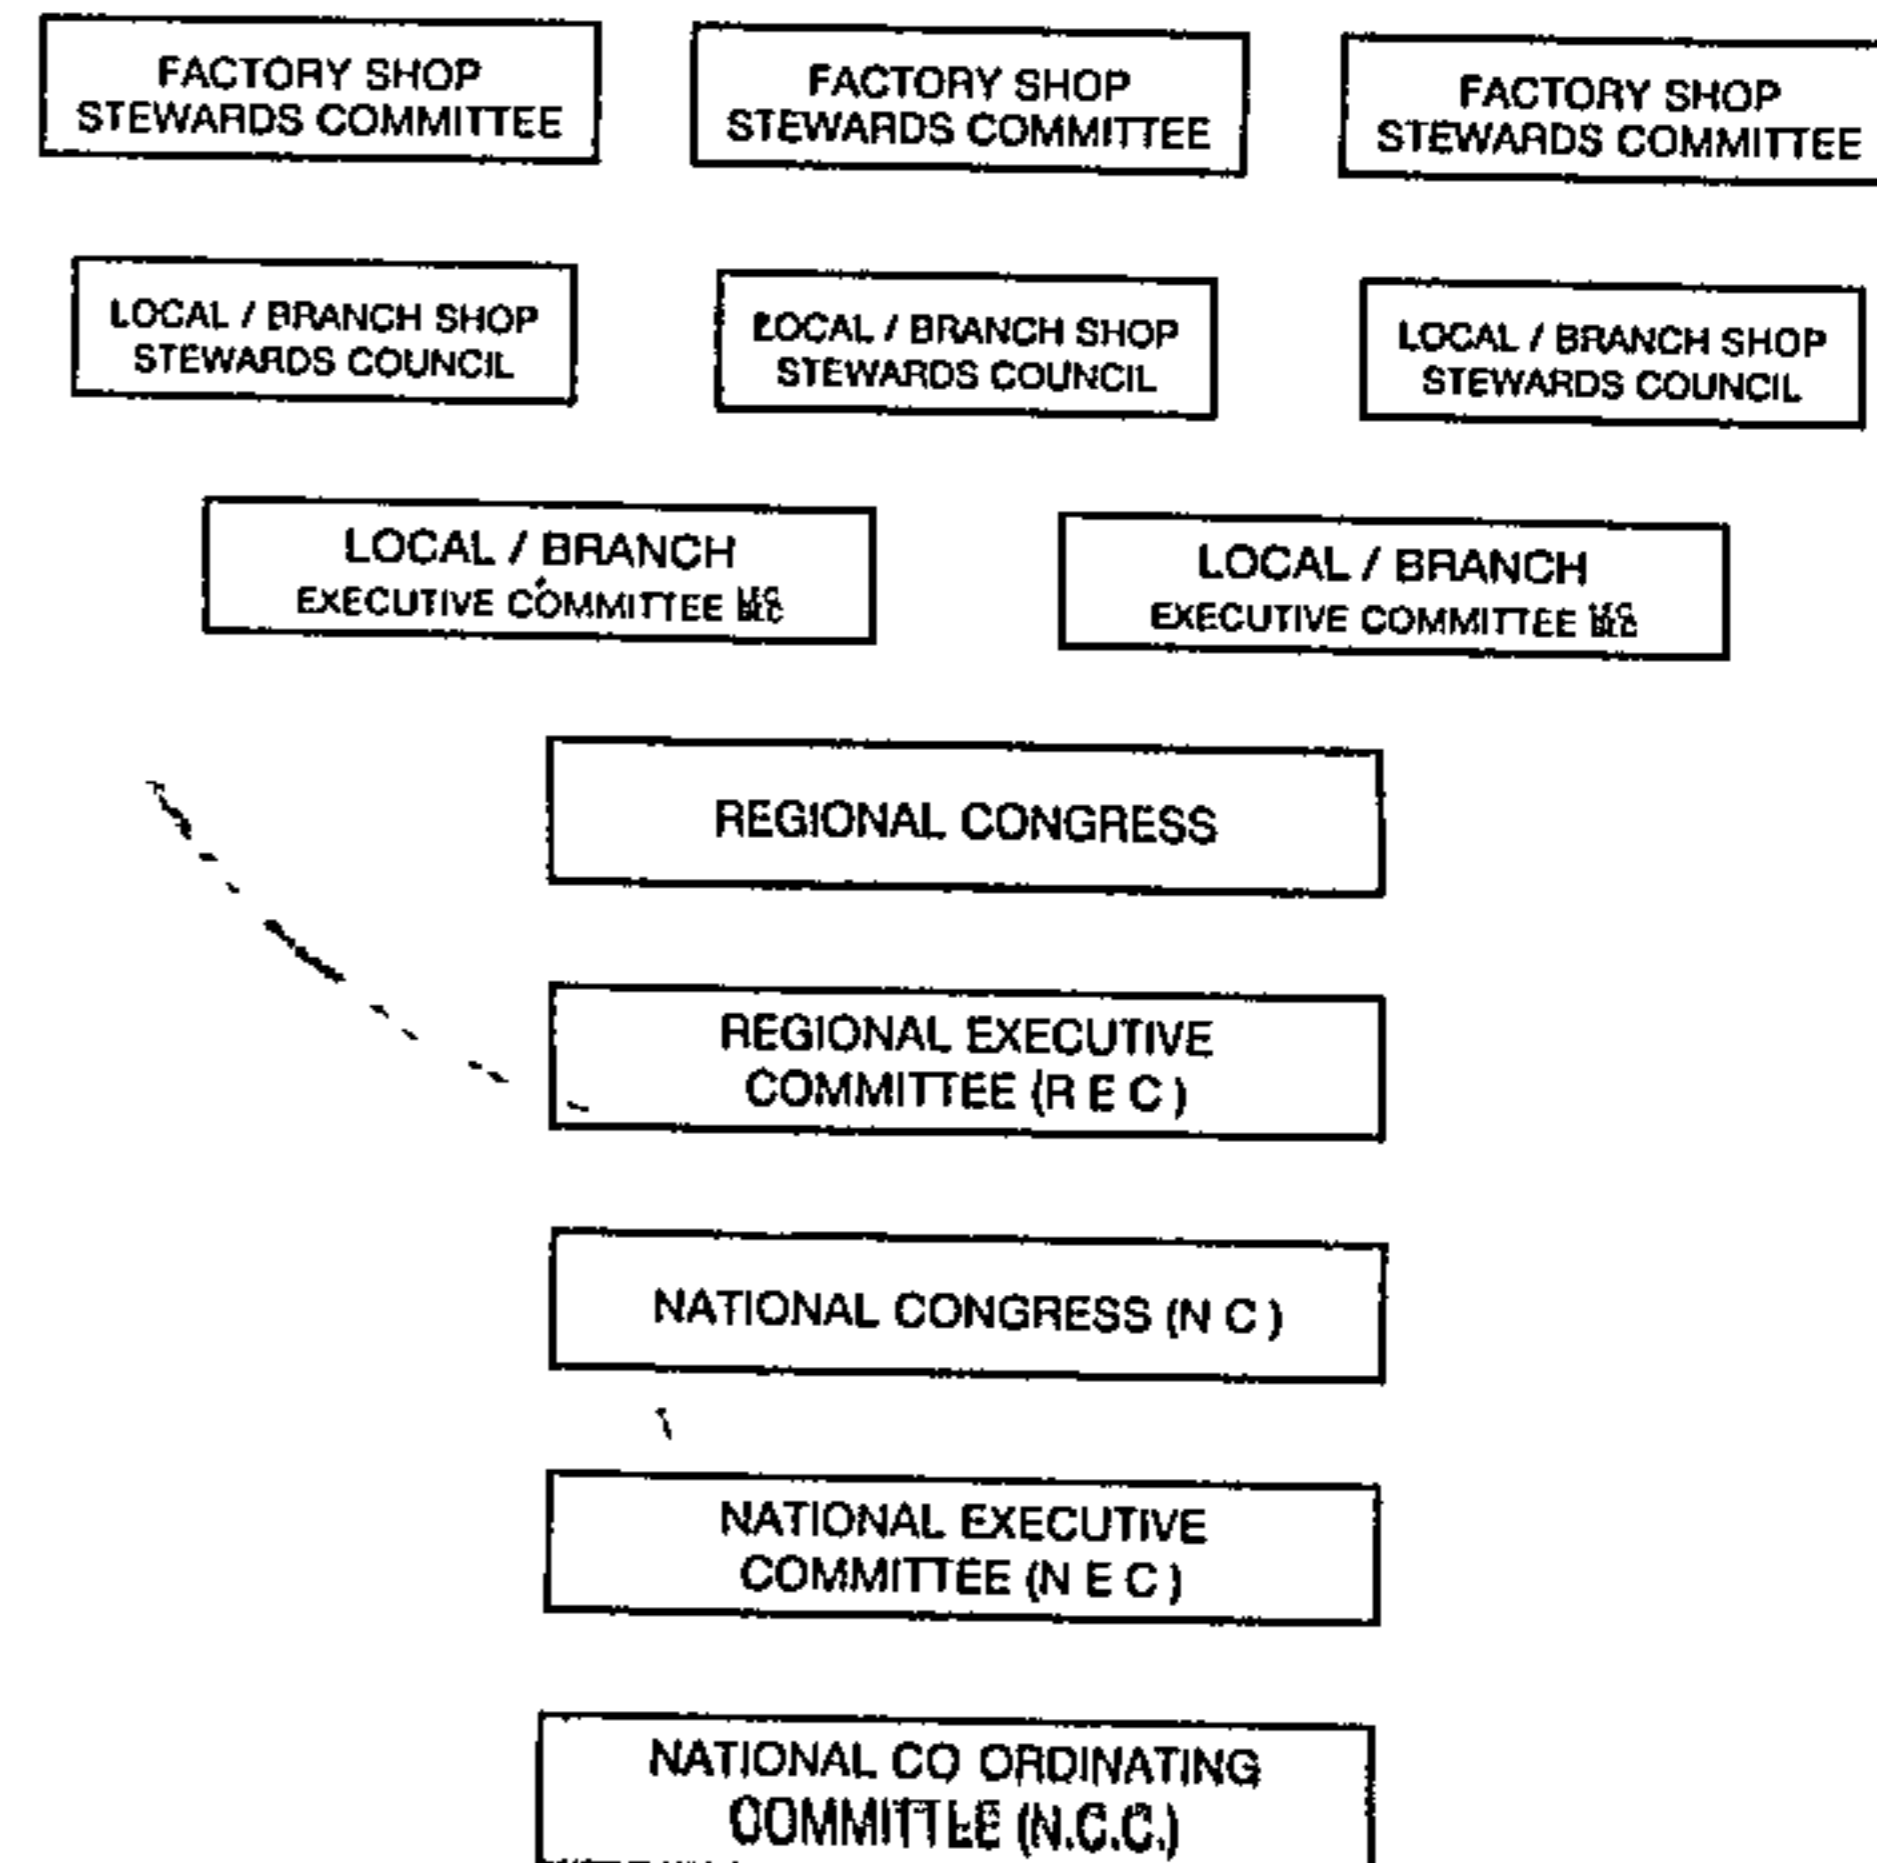 FACTORY SHOP
STEWARDS COMMITTEE
FACTORY SHOP
STEWARDS COMMITTEE
FACTORY SHOP
STEWARDS COMMITTEE
LOCAL / BRANCH SHOP
STEWARDS COUNCIL
LOCAL / BRANCH SHOP
STEWARDS COUNCIL
LOCAL / BRANCH SHOP
STEWARDS COUNCIL
LOCAL / BRANCH
EXECUTIVE COMMITTEE
LOCAL / BRANCH
EXECUTIVE COMMITTEE
REGIONAL CONGRESS
REGIONAL EXECUTIVE
COMMITTEE (R E C )
NATIONAL CONGRESS (N C )
NATIONAL EXECUTIVE
COMMITTEE (N E C )
NATIONAL CO ORDINATING
COMMITTEE (N.C.C.)